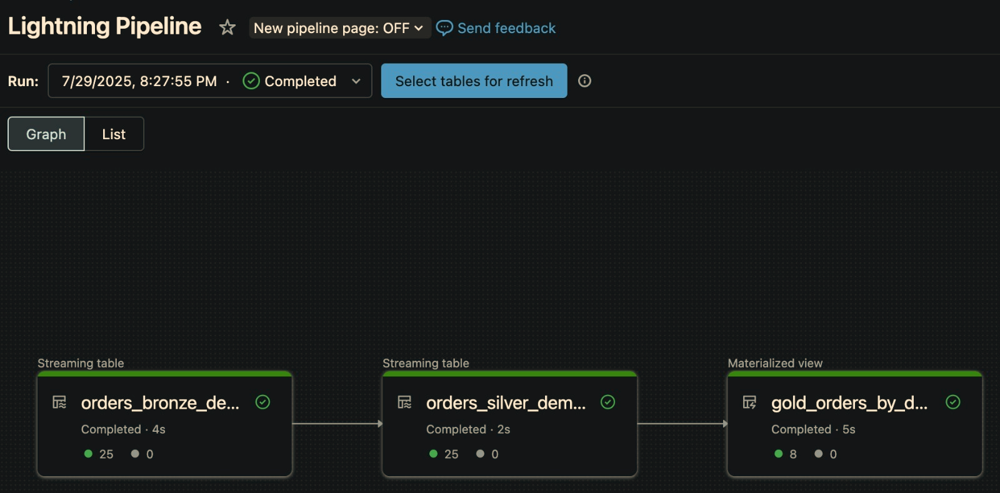 Lightning Pipeline
New pipeline page: OFF
Send feedback
Run:
7/29/2025, 8:27:55 PM · Completed
Select tables for refresh
Graph
List
Streaming table
orders_bronze_de...
Completed · 4s
25 0
Streaming table
orders_silver_dem...
Completed · 2s
25 0
Materialized view
gold_orders_by_d...
Completed · 5s
8 0